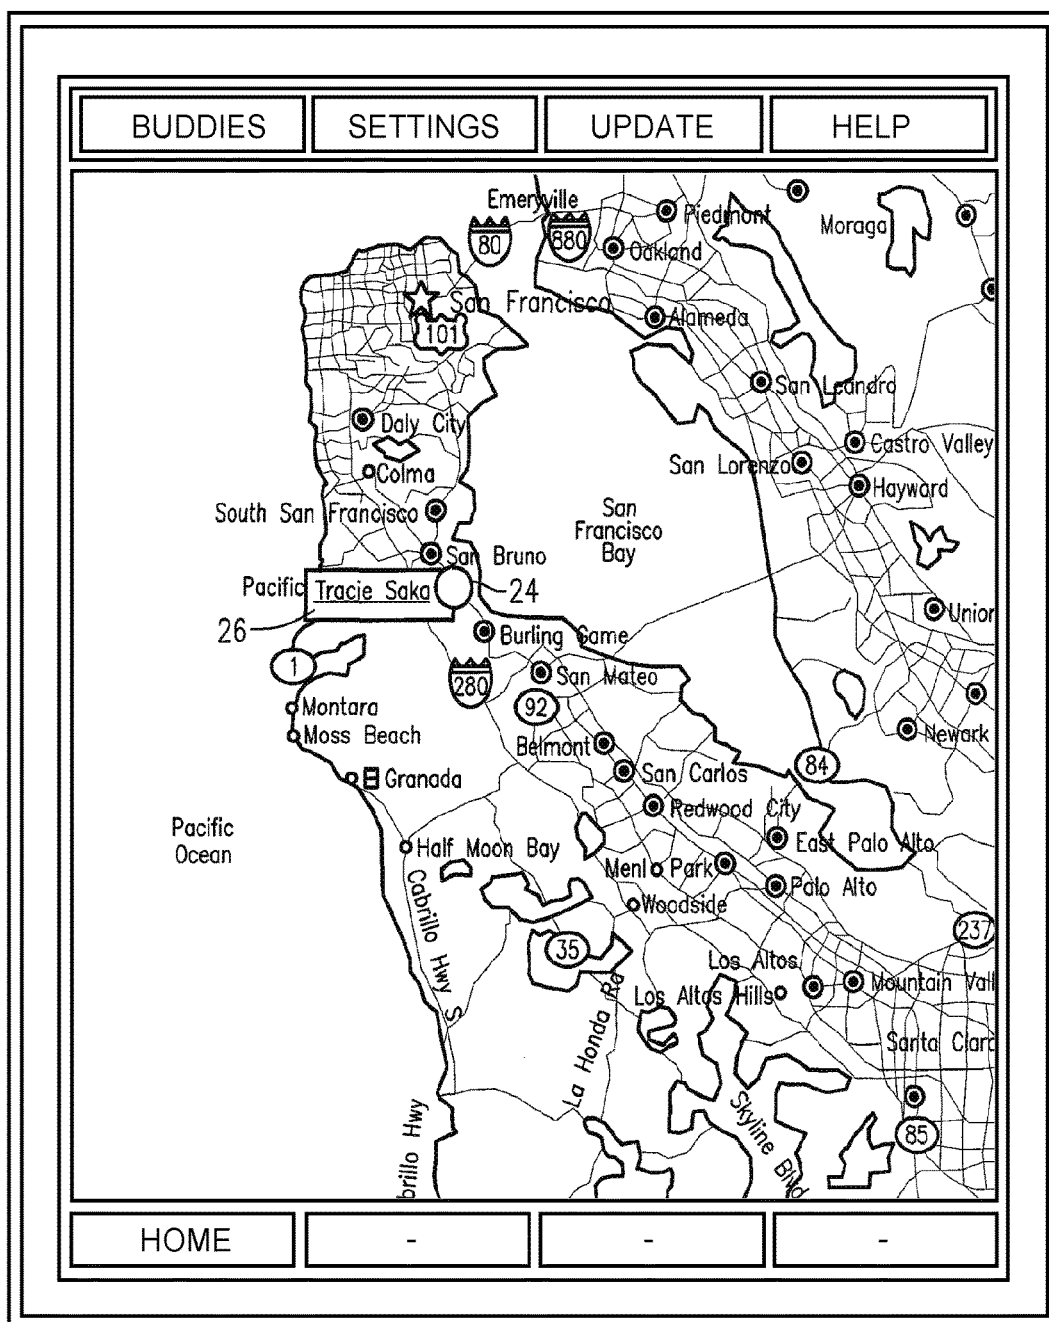 BUDDIES
SETTINGS
UPDATE
HELP
Emeryville
Piedmont
Moraga
80
880
Oakland
San Francisco
101
Alameda
San Leandro
Daly City
Castro Valley
San Lorenzo
Colma
Hayward
South San Francisco
San
Francisco
Bay
San Bruno
Pacific
Tracie Saka
24
26
Union
Burling Game
1
280
San Mateo
92
Montara
Moss Beach
Newark
Belmont
84
San Carlos
Granada
Redwood City
Pacific
Ocean
East Palo Alto
Half Moon Bay
Menl Park
Palo Alto
Woodside
Cabrillo Hwy S
35
237
Los Altos
Mountain Vall
Los Altos Hills
La Honda Rd
Santa Clara
Skyline Blvd
85
brillo Hwy
HOME
-
-
-